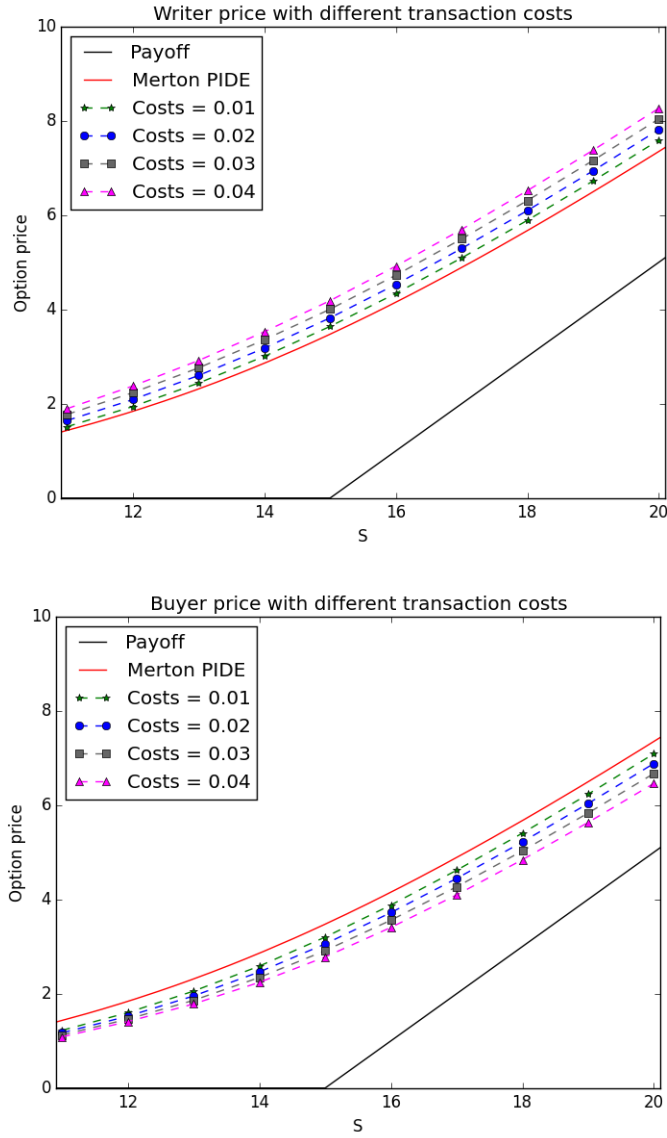 Writer price with different transaction costs
10
8
6
4
2
0
Option price
Payoff
Merton PIDE
Costs = 0.01
Costs = 0.02
Costs = 0.03
Costs = 0.04
12
14
16
18
20
S
Buyer price with different transaction costs
10
8
6
4
2
0
Option price
Payoff
Merton PIDE
Costs = 0.01
Costs = 0.02
Costs = 0.03
Costs = 0.04
12
14
16
18
20
S